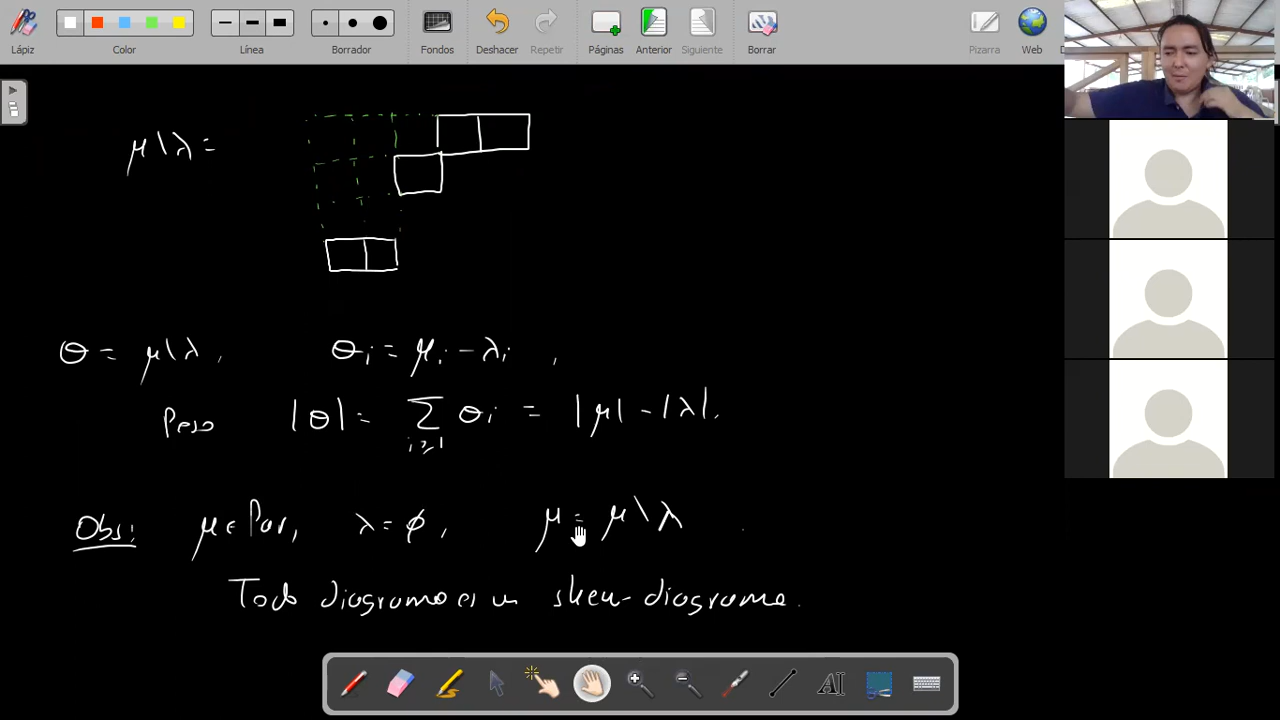 Lápiz Color Línea Borrador Fondos Deshacer Repetir Páginas Anterior Siguiente Borrar Pizarra Web
μ\λ =
θ = μ\λ, θi = μi - λi ,
Peso |θ| = Σ i≥1 θi = |μ| - |λ|.
Obs: μ ∈ Par, λ = ϕ, μ = μ \ λ
Todo diagrama es un skew-diagrama.
AI